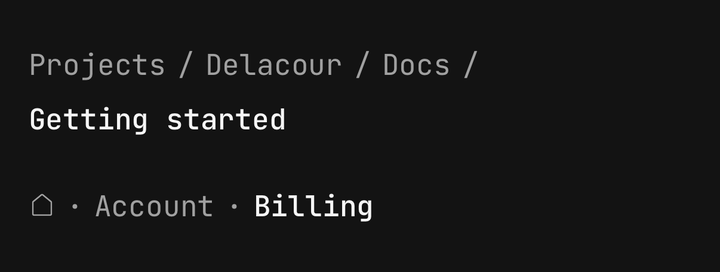 Projects / Delacour / Docs /
Getting started
· Account · Billing